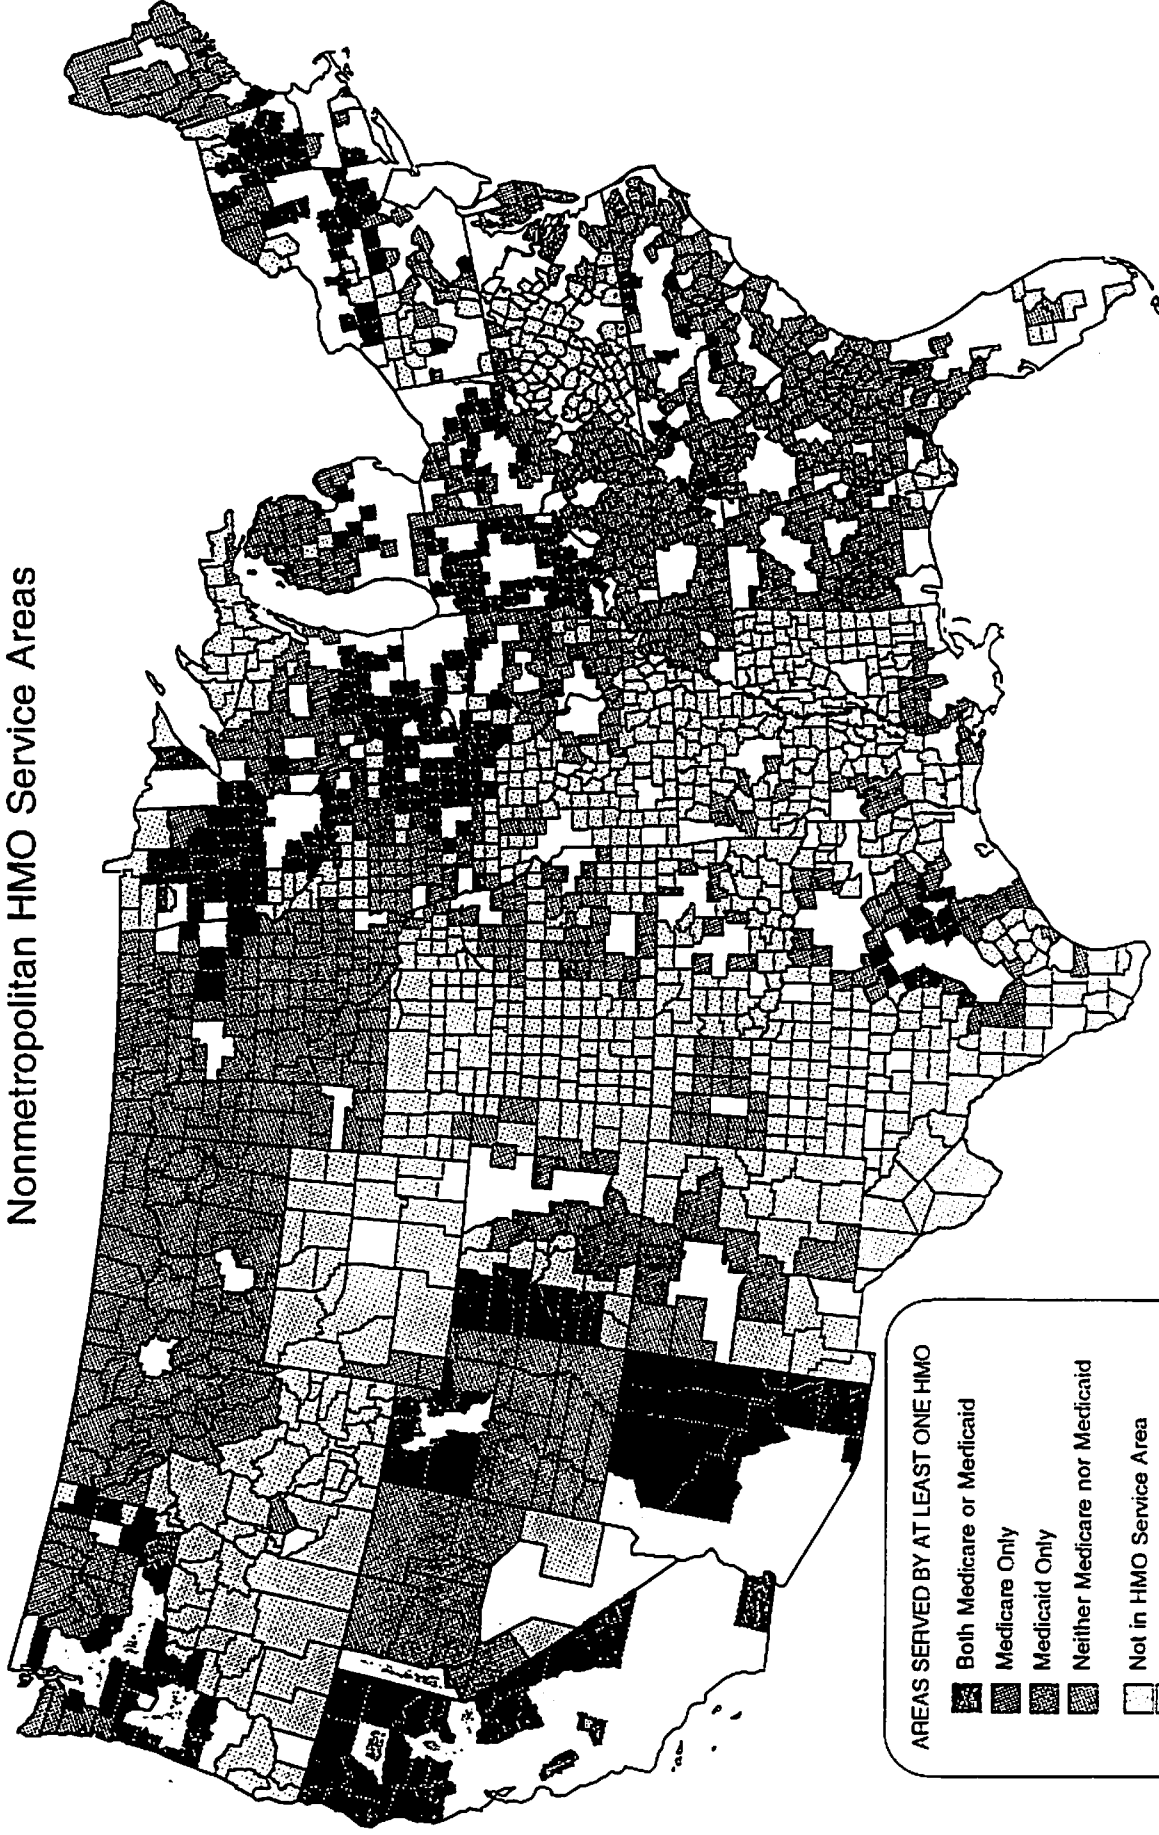 Nonmetropolitan HMO Service Areas
AREAS SERVED BY AT LEAST ONE HMO
Both Medicare or Medicaid
Medicare Only
Medicaid Only
Neither Medicare nor Medicaid
Not in HMO Service Area